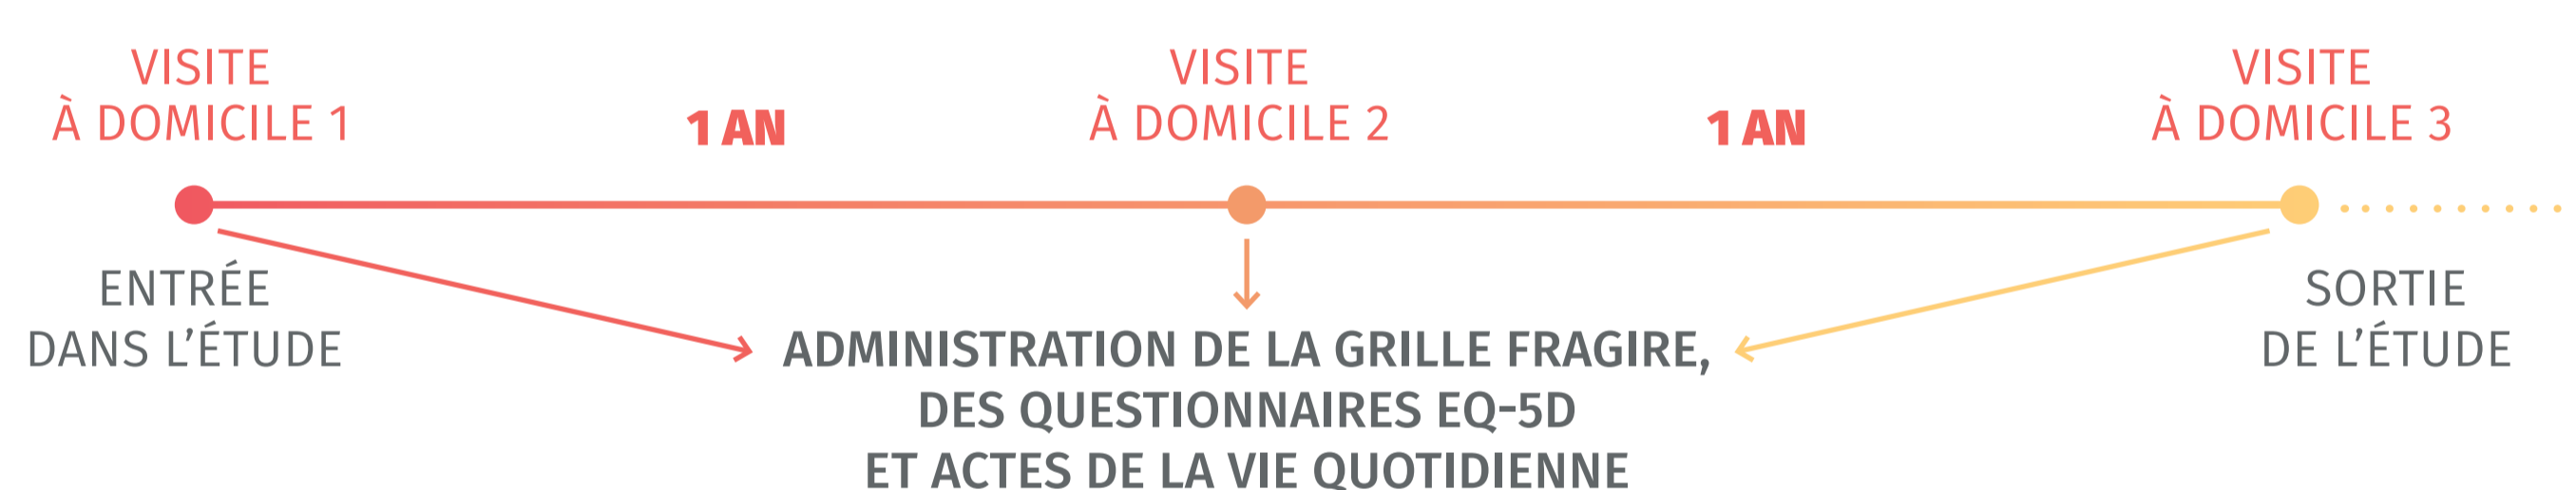 VISITE
À DOMICILE 1
1 AN
VISITE
À DOMICILE 2
1 AN
VISITE
À DOMICILE 3
ENTRÉE
DANS L’ÉTUDE
ADMINISTRATION DE LA GRILLE FRAGIRE,
DES QUESTIONNAIRES EQ-5D
ET ACTES DE LA VIE QUOTIDIENNE
SORTIE
DE L’ÉTUDE